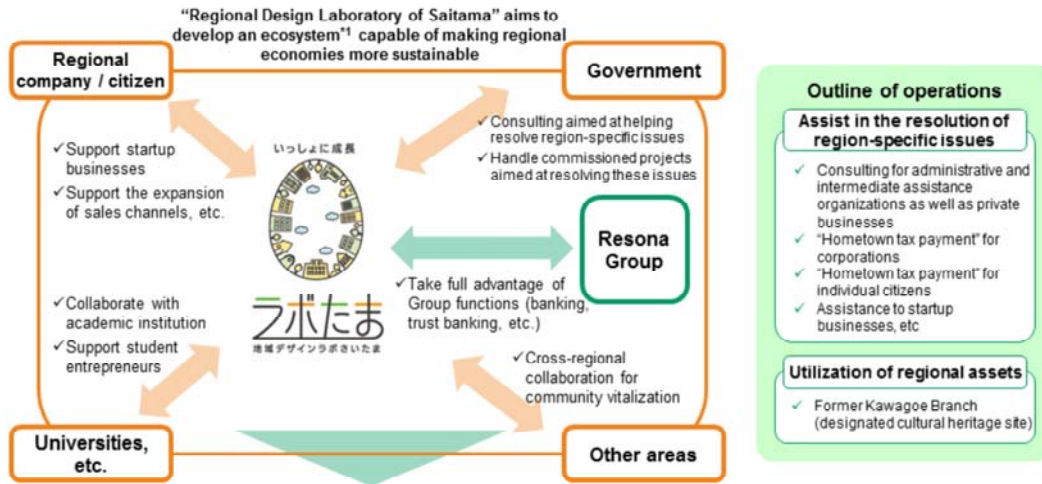 “Regional Design Laboratory of Saitama” aims to
develop an ecosystem*1 capable of making regional
economies more sustainable
Regional
company / citizen
Government
✓Support startup
businesses
✓Support the expansion
of sales channels, etc.
いっしょに成長
✓Consulting aimed at helping
resolve region-specific issues
✓Handle commissioned projects
aimed at resolving these issues
Resona
Group
✓Take full advantage of
Group functions (banking,
trust banking, etc.)
ラボたま
地域デザインラボさいたま
✓Collaborate with
academic institution
✓Support student
entrepreneurs
✓Cross-regional
collaboration for
community vitalization
Universities,
etc.
Other areas
Outline of operations
Assist in the resolution of
region-specific issues
✓ Consulting for administrative and
intermediate assistance
organizations as well as private
businesses
✓ “Hometown tax payment” for
corporations
✓ “Hometown tax payment” for
individual citizens
✓ Assistance to startup
businesses, etc
Utilization of regional assets
✓ Former Kawagoe Branch
(designated cultural heritage site)